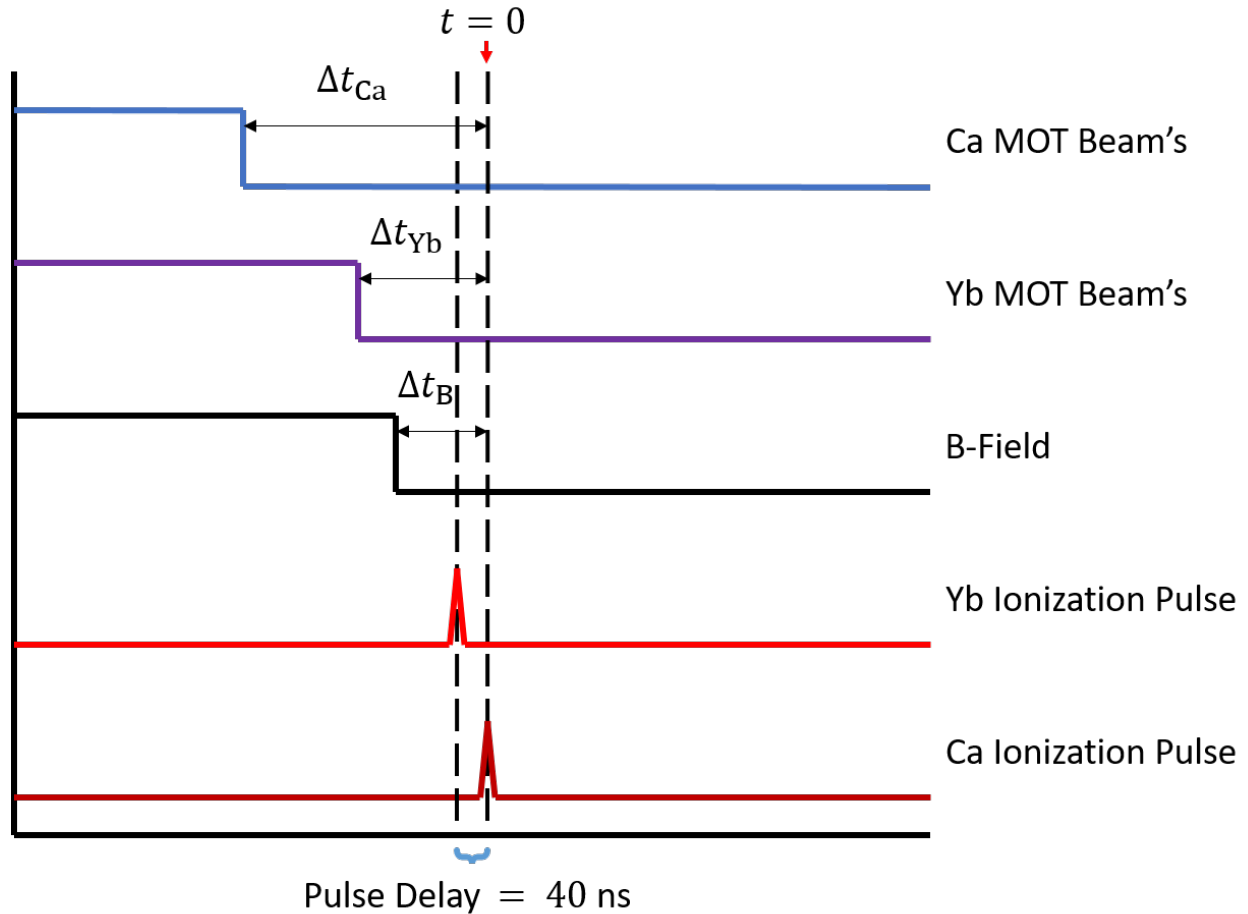 t = 0
Δt_Ca
Ca MOT Beam's
Δt_Yb
Yb MOT Beam's
Δt_B
B-Field
Yb Ionization Pulse
Ca Ionization Pulse
Pulse Delay = 40 ns